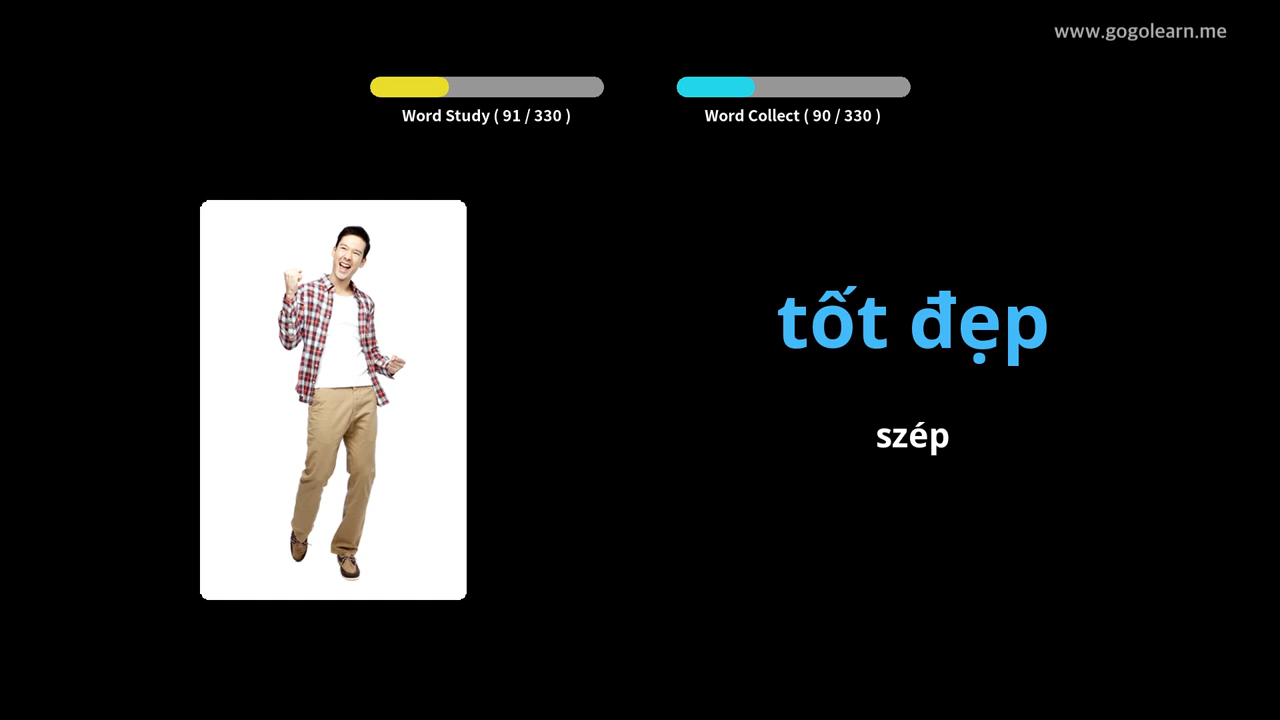 www.gogolearn.me
Word Study ( 91 / 330 )
Word Collect ( 90 / 330 )
tốt đẹp
szép